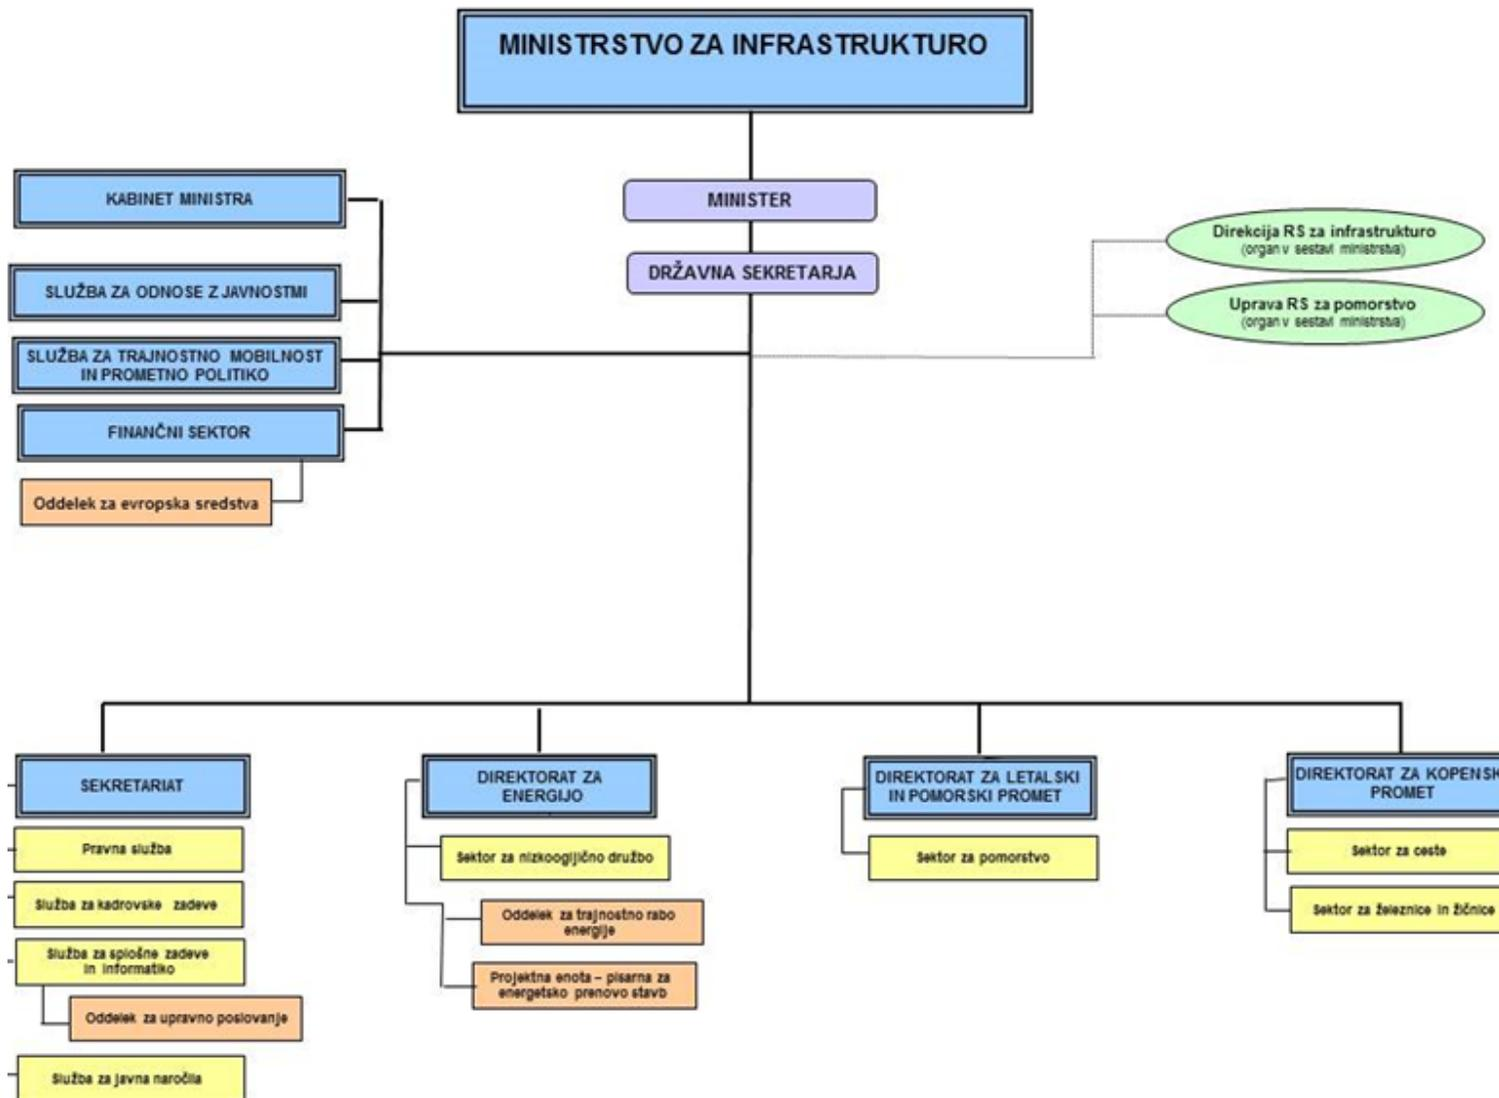 MINISTRSTVO ZA INFRASTRUKTURO
MINISTER
DRŽAVNA SEKRETARJA
KABINET MINISTRA
SLUŽBA ZA ODNOSE Z JAVNOSTMI
SLUŽBA ZA TRAJNOSTNO MOBILNOST
IN PROMETNO POLITIKO
FINANČNI SEKTOR
Oddelek za evropska sredstva
Direkcija RS za infrastrukturo
(organ v sestavi ministrstva)
Uprava RS za pomorstvo
(organ v sestavi ministrstva)
SEKRETARIAT
Pravna služba
Služba za kadrovske zadeve
Služba za splošne zadeve
in informatiko
Oddelek za upravno poslovanje
Služba za javna naročila
DIREKTORAT ZA
ENERGIJO
Sektor za nizkoogljično družbo
Oddelek za trajnostno rabo
energije
Projektna enota – pisarna za
energetsko prenovo stavb
DIREKTORAT ZA LETALSKI
IN POMORSKI PROMET
Sektor za pomorstvo
DIREKTORAT ZA KOPENSK
PROMET
Sektor za ceste
Sektor za železnice in žičnice